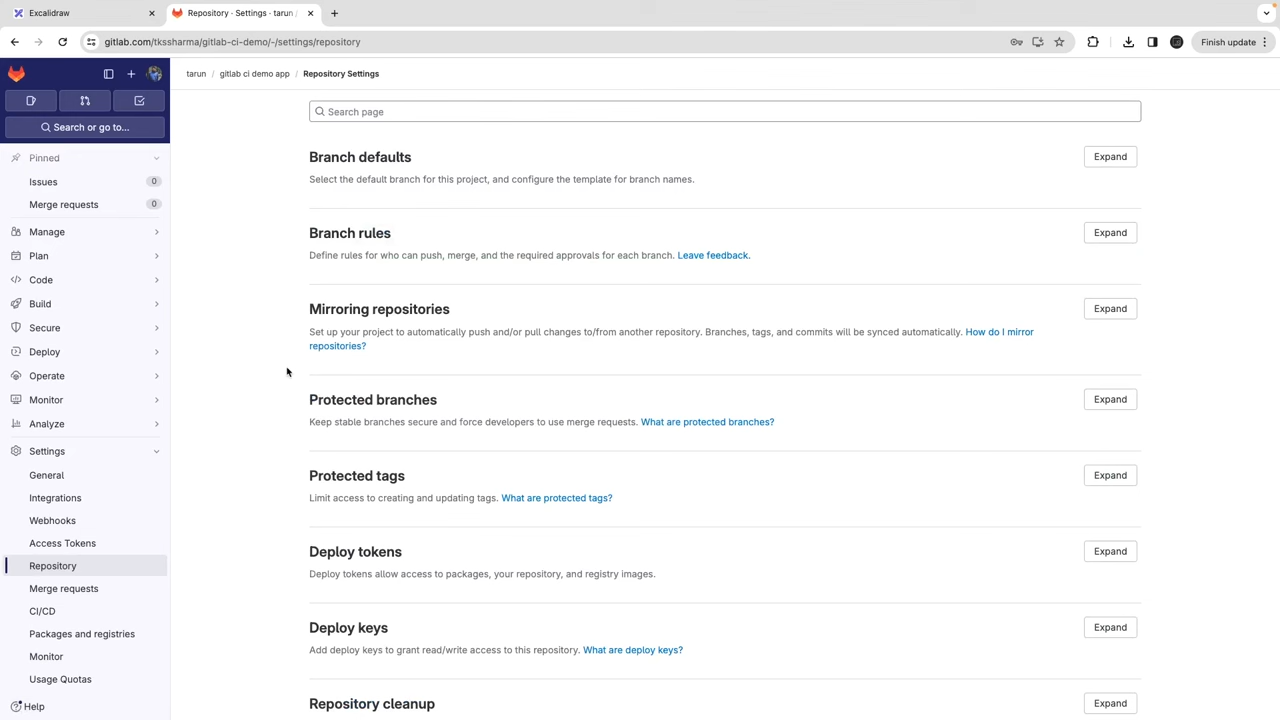 Excalidraw
Repository · Settings · tarun /
gitlab.com/tkssharma/gitlab-ci-demo/-/settings/repository
Finish update
tarun / gitlab ci demo app / Repository Settings
Search or go to...
Pinned
Issues 0
Merge requests 0
Manage
Plan
Code
Build
Secure
Deploy
Operate
Monitor
Analyze
Settings
General
Integrations
Webhooks
Access Tokens
Repository
Merge requests
CI/CD
Packages and registries
Monitor
Usage Quotas
Help
Search page
Branch defaults
Expand
Select the default branch for this project, and configure the template for branch names.
Branch rules
Expand
Define rules for who can push, merge, and the required approvals for each branch. Leave feedback.
Mirroring repositories
Expand
Set up your project to automatically push and/or pull changes to/from another repository. Branches, tags, and commits will be synced automatically. How do I mirror
repositories?
Protected branches
Expand
Keep stable branches secure and force developers to use merge requests. What are protected branches?
Protected tags
Expand
Limit access to creating and updating tags. What are protected tags?
Deploy tokens
Expand
Deploy tokens allow access to packages, your repository, and registry images.
Deploy keys
Expand
Add deploy keys to grant read/write access to this repository. What are deploy keys?
Repository cleanup
Expand